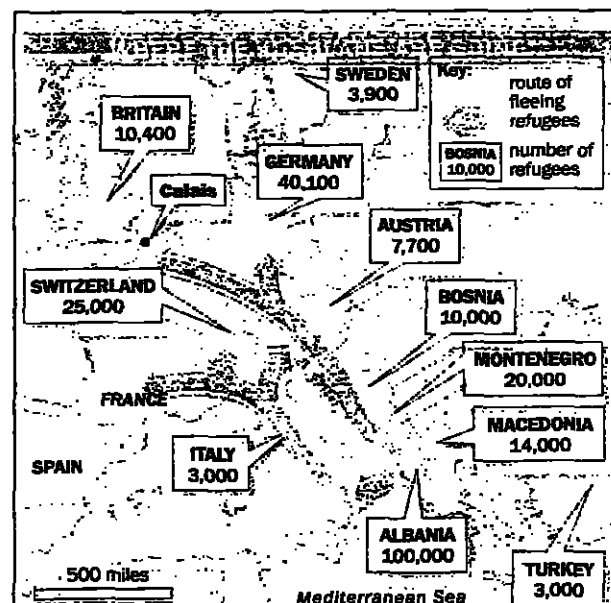 SWEDEN
3,900
Key:
route of
fleeing
refugees
BOSNIA
10,000
number of
refugees
BRITAIN
10,400
GERMANY
40,100
Calais
AUSTRIA
7,700
SWITZERLAND
25,000
BOSNIA
10,000
MONTENEGRO
20,000
FRANCE
MACEDONIA
14,000
ITALY
3,000
SPAIN
ALBANIA
100,000
TURKEY
3,000
500 miles
Mediterranean Sea